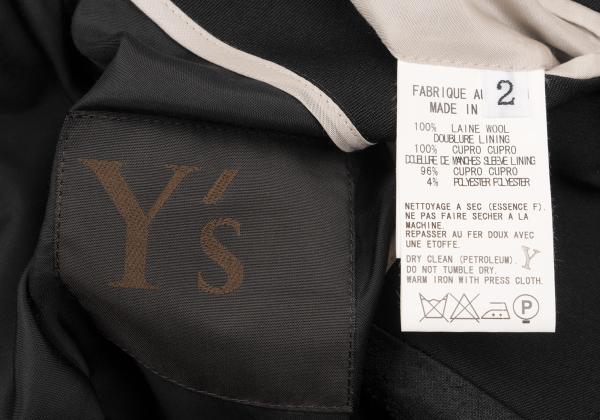 Y's
FABRIQUE AU
2
MADE IN
100% LAINE WOOL
DOUBLURE LINING
100% CUPRO CUPRO
DOUBLURE DE MANCHES SLEEVE LINING
96% CUPRO CUPRO
4% POLYESTER POLYESTER
NETTOYAGE A SEC (ESSENCE F).
NE PAS FAIRE SECHER A LA
MACHINE.
REPASSER AU FER DOUX AVEC
UNE ETOFFE.
DRY CLEAN (PETROLEUM).
DO NOT TUMBLE DRY.
WARM IRON WITH PRESS CLOTH.
Y
P